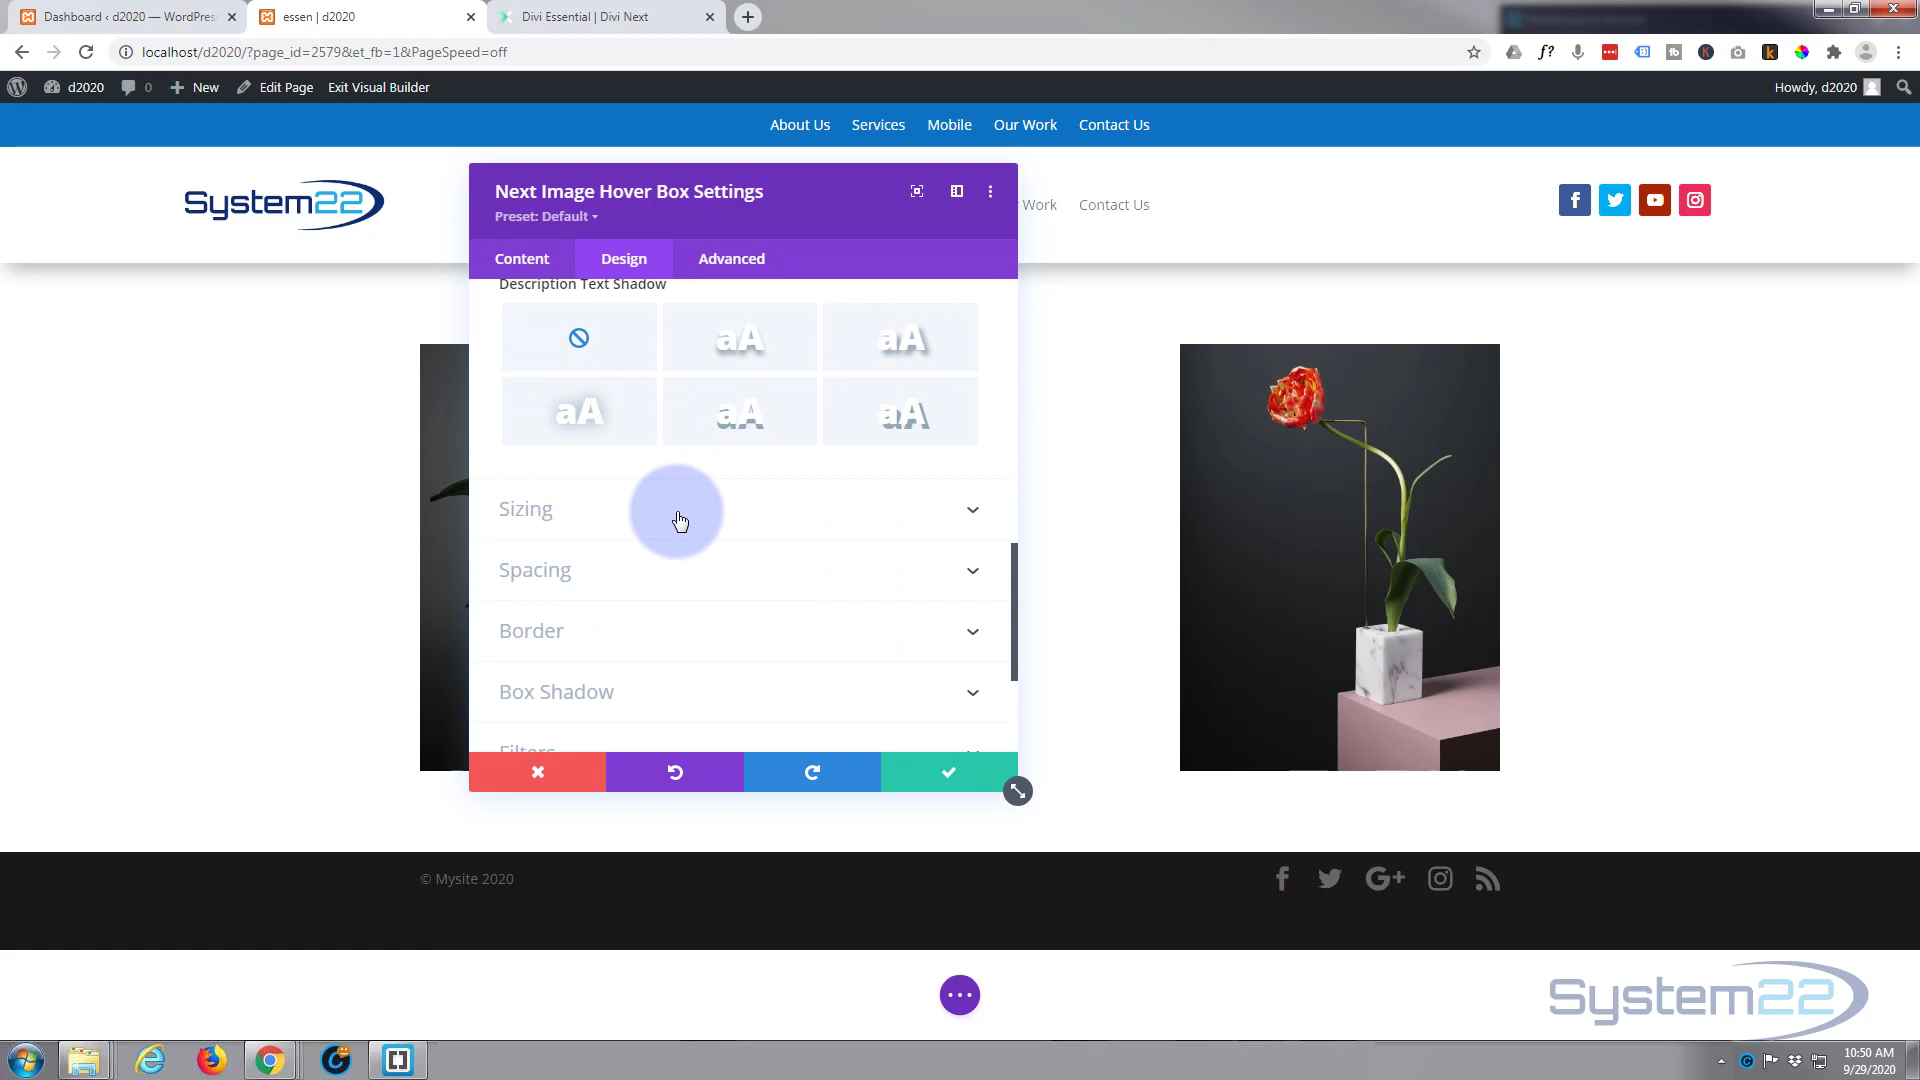 Dashboard ‹ d2020 — WordPress
essen | d2020
Divi Essential | Divi Next
localhost/d2020/?page_id=2579&et_fb=1&PageSpeed=off
d2020
0
New
Edit Page
Exit Visual Builder
Howdy, d2020
About Us
Services
Mobile
Our Work
Contact Us
System22
Work
Contact Us
Next Image Hover Box Settings
Preset: Default
Content
Design
Advanced
Description Text Shadow
aA
aA
aA
aA
aA
Sizing
Spacing
Border
Box Shadow
Filters
© Mysite 2020
System22
10:50 AM
9/29/2020